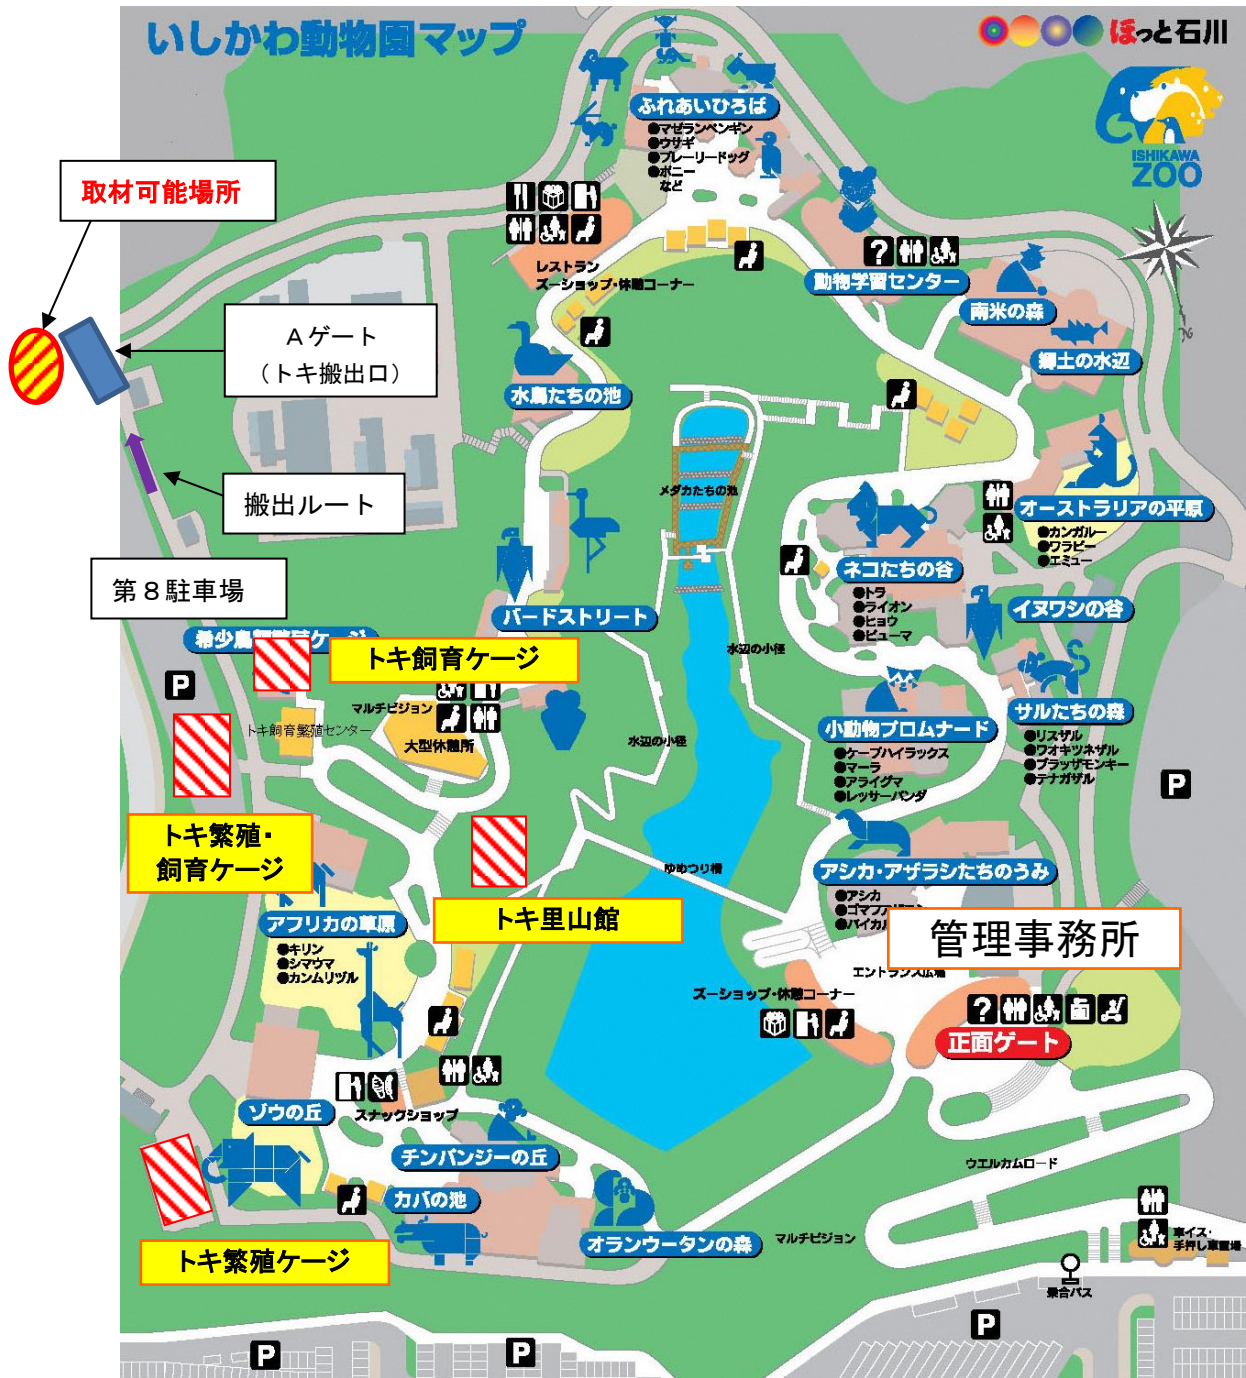 いしかわ動物園マップ
ほっと石川
ISHIKAWA
ZOO
ふれあいひろば
●マゼランペンギン
●ウサギ
●プレーリードッグ
●ポニー
など
取材可能場所
レストラン
ズーショップ・休憩コーナー
動物学習センター
南米の森
郷土の水辺
Aゲート
(トキ搬出口)
水鳥たちの池
搬出ルート
メダカたちの池
オーストラリアの平原
●カンガルー
●ワラビー
●エミュー
ネコたちの谷
●トラ
●ライオン
●ヒョウ
●ピューマ
第8駐車場
バードストリート
イヌワシの谷
トキ飼育ケージ
P
水辺の小径
マルチビジョン
大型休憩所
トキ飼育繁殖センター
水辺の小径
小動物プロムナード
●ケープハイラックス
●マーラ
●アライグマ
●レッサーパンダ
サルたちの森
●リスザル
●ワオキツネザル
●ブラッザモンキー
●テナガザル
P
トキ繁殖・
飼育ケージ
ゆめつり橋
アシカ・アザラシたちのうみ
●アシカ
トキ里山館
アフリカの草原
●キリン
●シマウマ
●カンムリヅル
管理事務所
エントランス広場
ズーショップ・休憩コーナー
?
正面ゲート
スナックショップ
ゾウの丘
チンパンジーの丘
カバの池
ウエルカムロード
オランウータンの森
マルチビジョン
トキ繁殖ケージ
車イス・
手押し車置場
乗合バス
P
P
P